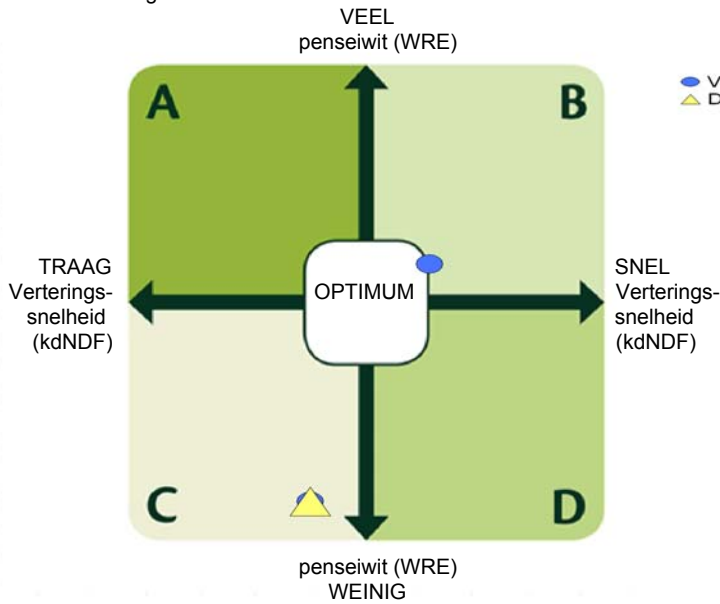 VEEL
penseiwit (WRE)
A
B
V
D
TRAAG
Verterings-
snelheid
(kdNDF)
OPTIMUM
SNEL
Verterings-
snelheid
(kdNDF)
C
D
penseiwit (WRE)
WEINIG